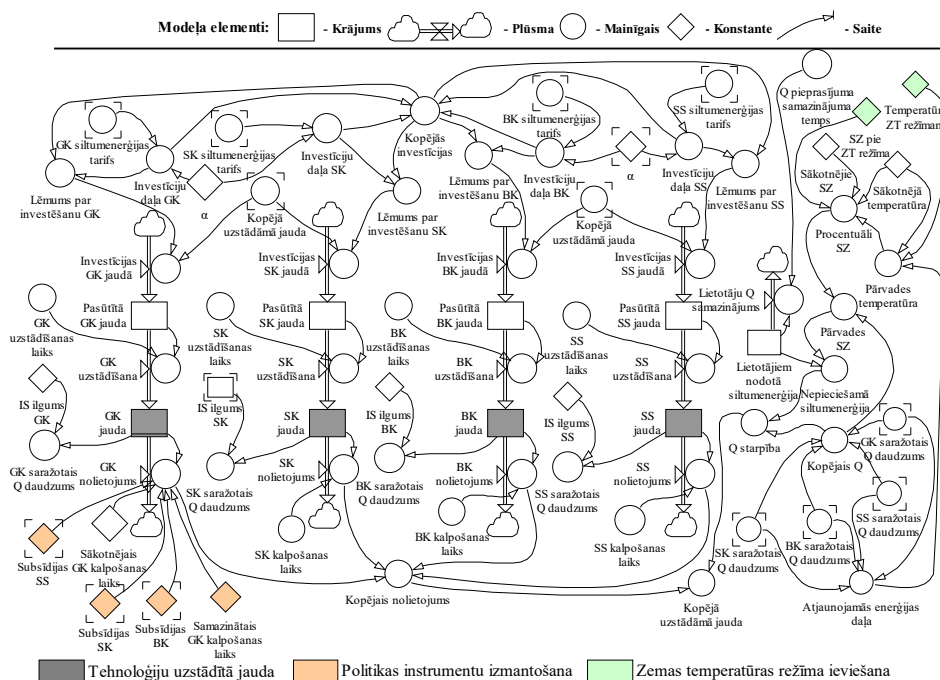 Modeļa elementi: - Krājums - Plūsma - Mainīgais - Konstante - Saite
GK siltumenerģijas
tarifs
SK siltumenerģijas
tarifs
Kopējās
investīcijas
BK siltumenerģijas
tarifs
SS siltumenerģijas
tarifs
Q pieprasījuma
samazinājuma
temps
Temperatūra
ZT režīmam
SZ pie
ZT režīma
Lēmums par
investēšanu GK
Investīciju
daļa GK
α
Investīciju
daļa SK
Lēmums par
investēšanu SK
Kopējā
uzstādāmā jauda
Lēmums par
investēšanu BK
Investīciju
daļa BK
α
Investīciju
daļa SS
Lēmums par
investēšanu SS
Kopējā
uzstādāmā
jauda
Sākotnējie
SZ
Sākotnējā
temperatūra
Procentuāli
SZ
Investīcijas
GK jaudā
Investīcijas
SK jaudā
Investīcijas
BK jaudā
Investīcijas
SS jaudā
Lietotāju Q
samazinājums
Pārvades
temperatūra
Pasūtītā
GK jauda
Pasūtītā
SK jauda
Pasūtītā
BK jauda
Pasūtītā
SS jauda
Pārvades
SZ
GK
uzstādīšanas
laiks
SK
uzstādīšanas
laiks
BK
uzstādīšanas
laiks
SS
uzstādīšanas
laiks
GK
uzstādīšana
SK
uzstādīšana
BK
uzstādīšana
SS
uzstādīšana
Lietotājiem
nodotā
siltumenerģija
Nepieciešamā
siltumenerģija
IS ilgums
GK
IS ilgums
SK
IS ilgums
BK
IS ilgums
SS
GK
jauda
SK
jauda
BK
jauda
SS
jauda
Q starpība
Kopējais Q
GK saražotais
Q daudzums
GK saražotais
Q daudzums
GK
nolietojums
SK saražotais
Q daudzums
SK
nolietojums
BK saražotais
Q daudzums
BK
nolietojums
SS saražotais
Q daudzums
SS
nolietojums
SS saražotais
Q daudzums
SK saražotais
Q daudzums
BK saražotais
Q daudzums
Subsīdijas
SS
Sākotnējais
GK kalpošanas
laiks
SK kalpošanas
laiks
BK kalpošanas
laiks
SS kalpošanas
laiks
Kopējais nolietojums
Kopējā
uzstādāmā jauda
Atjaunojamās enerģijas
daļa
Subsīdijas
SK
Subsīdijas
BK
Samazinātais
GK kalpošanas
laiks
Tehnoloģiju uzstādītā jauda Politikas instrumentu izmantošana Zemas temperatūras režīma ieviešana